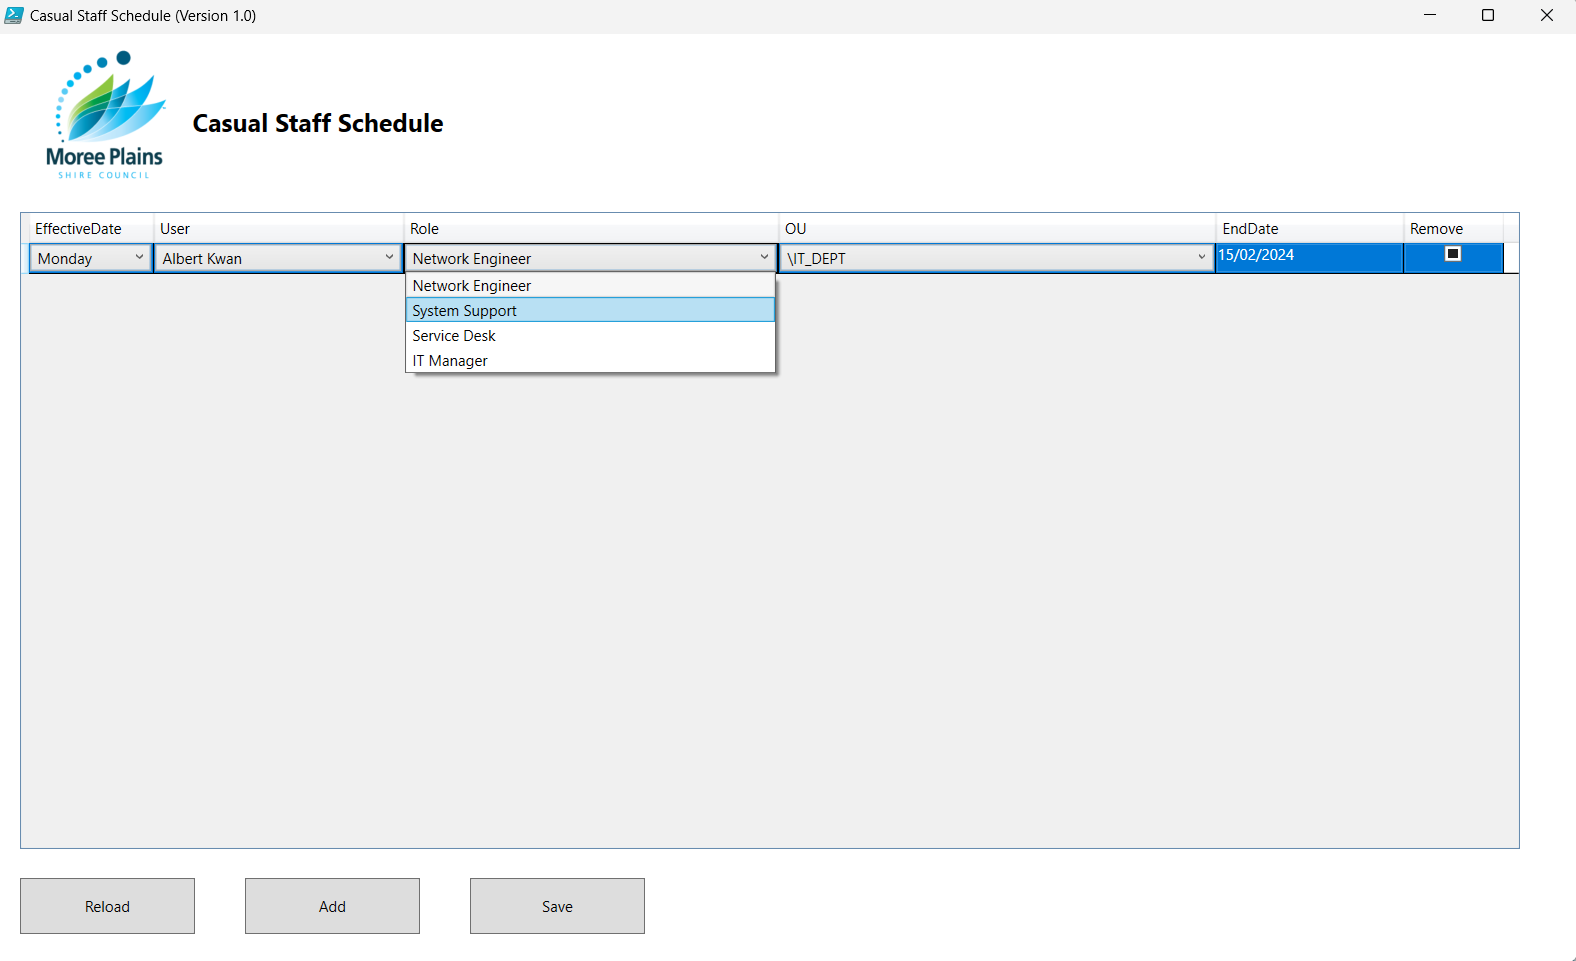 Casual Staff Schedule (Version 1.0)
Moree Plains
SHIRE COUNCIL
Casual Staff Schedule
EffectiveDate User Role OU EndDate Remove
Monday Albert Kwan Network Engineer \IT_DEPT 15/02/2024
Network Engineer
System Support
Service Desk
IT Manager
Reload Add Save